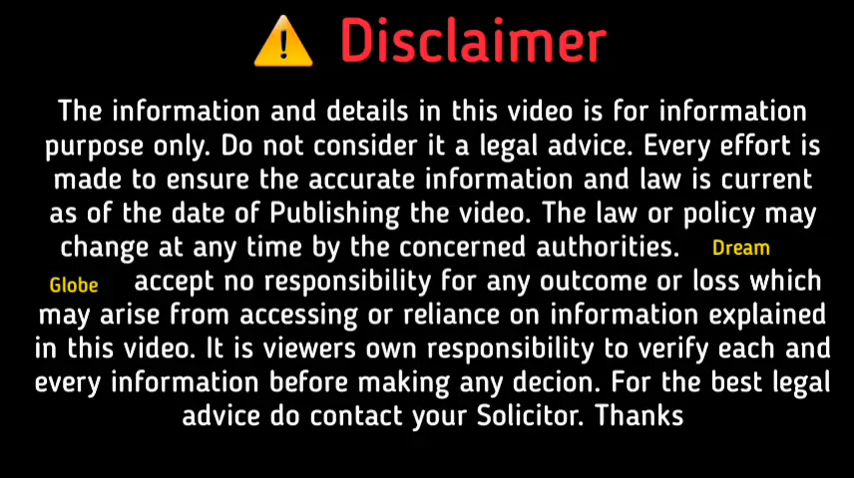 ⚠ Disclaimer
The information and details in this video is for information
purpose only. Do not consider it a legal advice. Every effort is
made to ensure the accurate information and law is current
as of the date of Publishing the video. The law or policy may
change at any time by the concerned authorities. Dream
Globe accept no responsibility for any outcome or loss which
may arise from accessing or reliance on information explained
in this video. It is viewers own responsibility to verify each and
every information before making any decion. For the best legal
advice do contact your Solicitor. Thanks